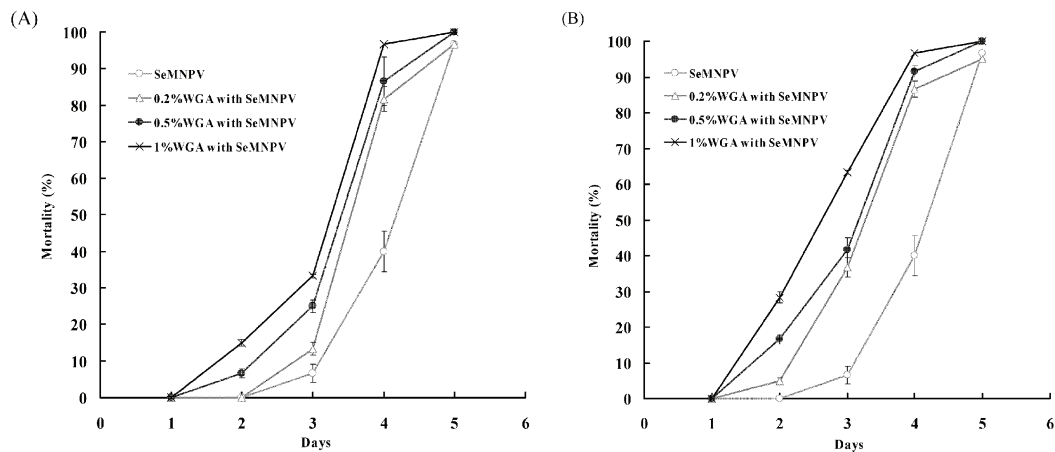 (A)
100
90
80
70
60
50
40
30
20
10
0
Mortality (%)
SeMNPV
0.2%WGA with SeMNPV
0.5%WGA with SeMNPV
1%WGA with SeMNPV
0 1 2 3 4 5 6
Days
(B)
100
90
80
70
60
50
40
30
20
10
0
Mortality (%)
SeMNPV
0.2%WGA with SeMNPV
0.5%WGA with SeMNPV
1%WGA with SeMNPV
0 1 2 3 4 5 6
Days